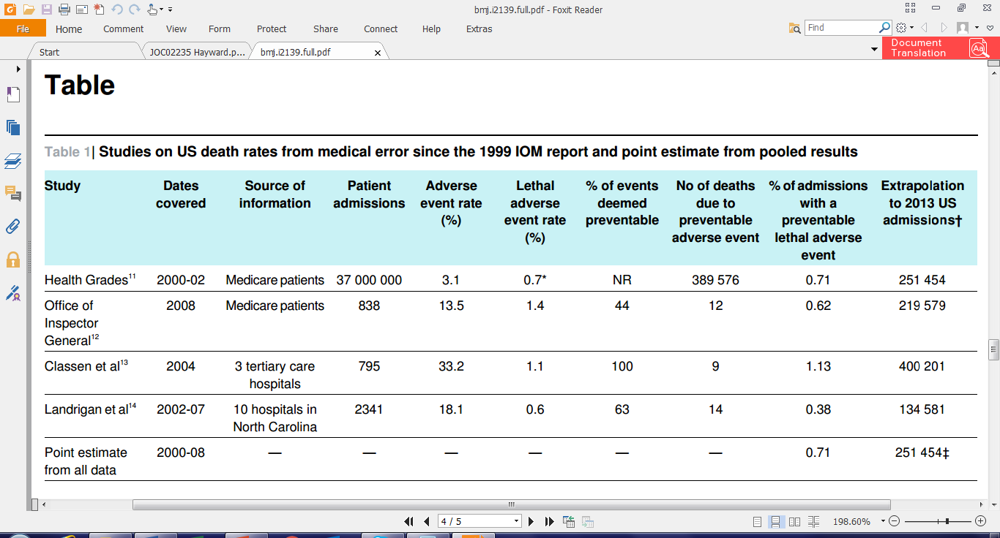 bmj.i2139.full.pdf - Foxit Reader
File Home Comment View Form Protect Share Connect Help Extras
Find
Start JOC02235 Hayward.p... bmj.i2139.full.pdf ×
Document
Translation
Aa
Table
Table 1| Studies on US death rates from medical error since the 1999 IOM report and point estimate from pooled results
Study Dates Source of Patient Adverse Lethal % of events No of deaths % of admissions Extrapolation
covered information admissions event rate adverse deemed due to with a to 2013 US
(%) event rate preventable preventable preventable admissions†
(%) adverse event lethal adverse
event
Health Grades¹¹ 2000-02 Medicare patients 37 000 000 3.1 0.7* NR 389 576 0.71 251 454
Office of 2008 Medicare patients 838 13.5 1.4 44 12 0.62 219 579
Inspector
General¹²
Classen et al¹³ 2004 3 tertiary care 795 33.2 1.1 100 9 1.13 400 201
hospitals
Landrigan et al¹⁴ 2002-07 10 hospitals in 2341 18.1 0.6 63 14 0.38 134 581
North Carolina
Point estimate 2000-08 — — — — — — 0.71 251 454‡
from all data
4 / 5 198.60%